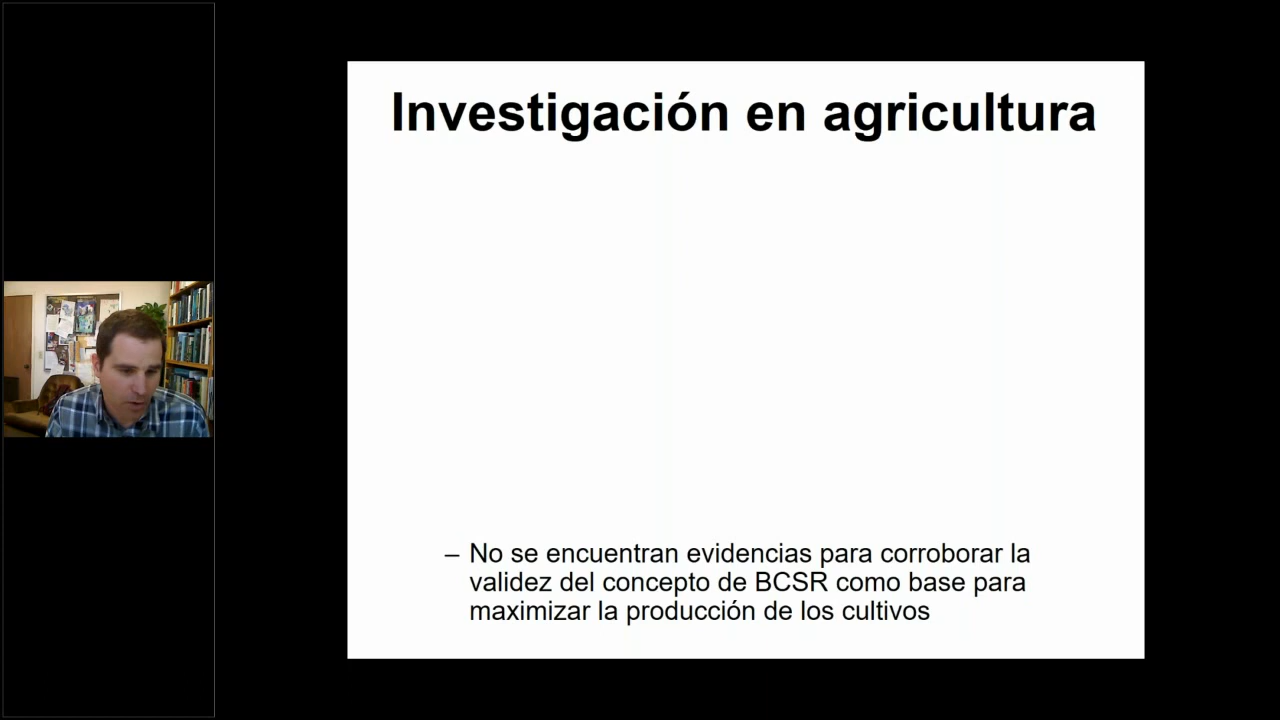 Investigación en agricultura
– No se encuentran evidencias para corroborar la
validez del concepto de BCSR como base para
maximizar la producción de los cultivos